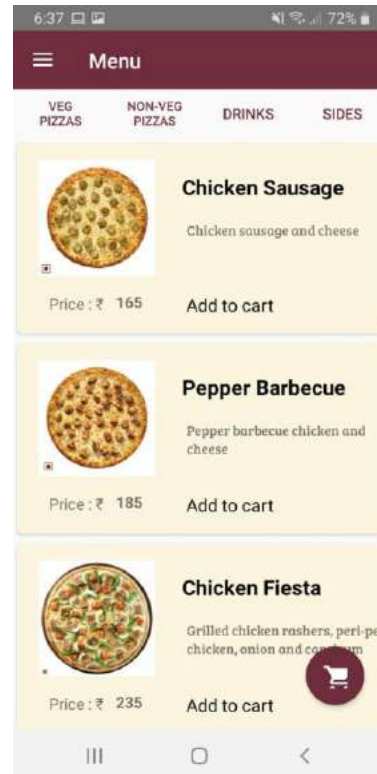 6:37 72%
Menu
VEG PIZZAS NON-VEG PIZZAS DRINKS SIDES
Chicken Sausage
Chicken sausage and cheese
Price : ₹ 165 Add to cart
Pepper Barbecue
Pepper barbecue chicken and
cheese
Price : ₹ 185 Add to cart
Chicken Fiesta
Grilled chicken rashers, peri-pe
chicken, onion and
Price : ₹ 235 Add to cart